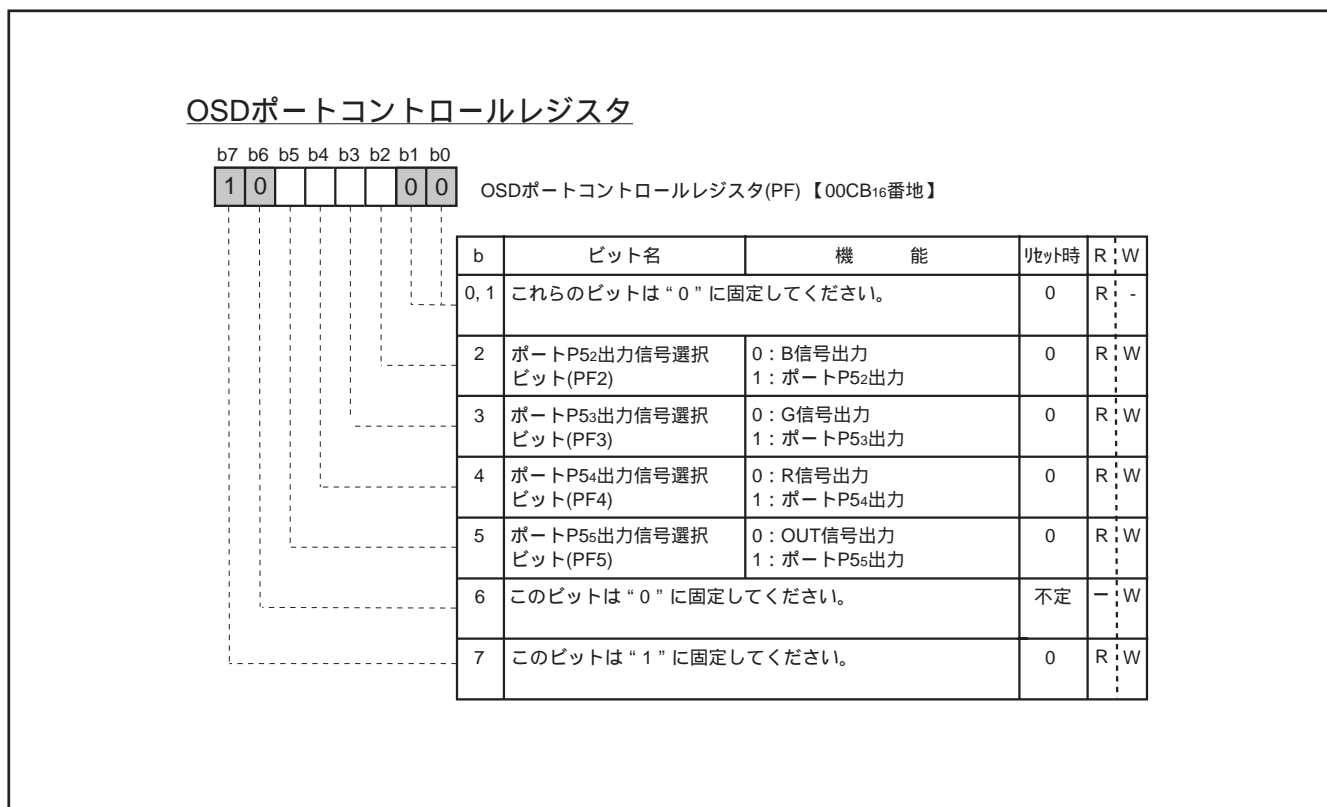 OSDポートコントロールレジスタ
b7 b6 b5 b4 b3 b2 b1 b0
1 0 0 0 OSDポートコントロールレジスタ(PF)【00CB16番地】
b ビット名 機 能 リセット時 R W
0, 1 これらのビットは“0”に固定してください。 0 R -
2 ポートP52出力信号選択 0：B信号出力 0 R W
ビット(PF2) 1：ポートP52出力
3 ポートP53出力信号選択 0：G信号出力 0 R W
ビット(PF3) 1：ポートP53出力
4 ポートP54出力信号選択 0：R信号出力 0 R W
ビット(PF4) 1：ポートP54出力
5 ポートP55出力信号選択 0：OUT信号出力 0 R W
ビット(PF5) 1：ポートP55出力
6 このビットは“0”に固定してください。 不定 ー W
7 このビットは“1”に固定してください。 0 R W